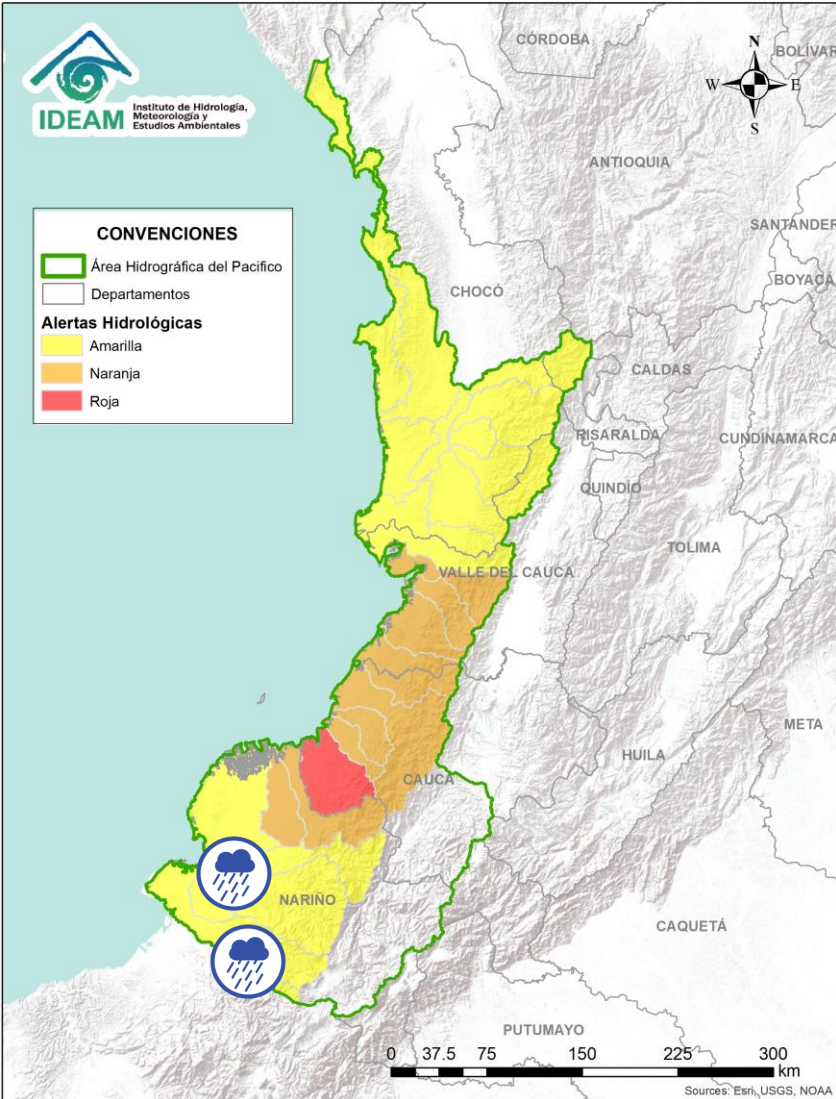 IDEAM
Instituto de Hidrología,
Meteorología y
Estudios Ambientales
CÓRDOBA
BOLÍVAR
N
W
E
S
ANTIOQUIA
SANTANDER
BOYACÁ
CONVENCIONES
Área Hidrográfica del Pacifico
Departamentos
Alertas Hidrológicas
Amarilla
Naranja
Roja
CHOCÓ
CALDAS
RISARALDA
CUNDINAMARCA
QUINDÍO
TOLIMA
VALLE DEL CAUCA
META
HUILA
CAUCA
NARIÑO
CAQUETÁ
PUTUMAYO
0 37.5 75 150 225 300
km
Sources: Esri, USGS, NOAA